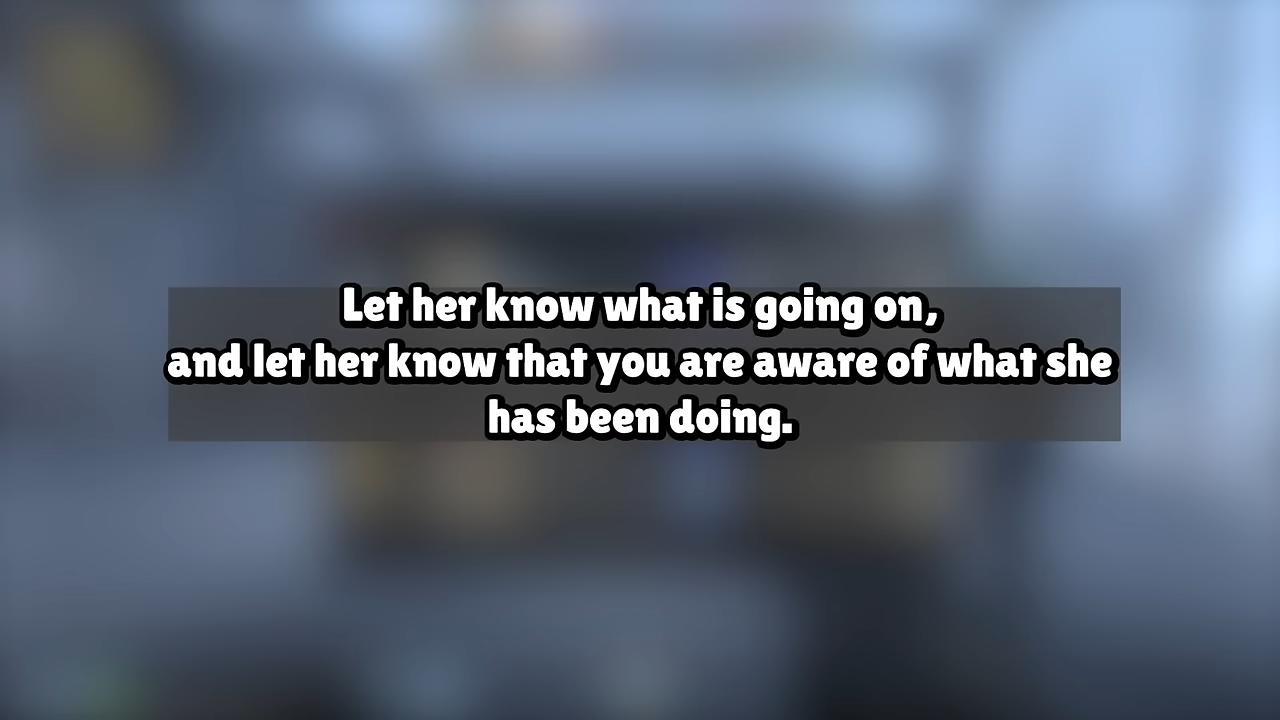 Let her know what is going on,
and let her know that you are aware of what she
has been doing.